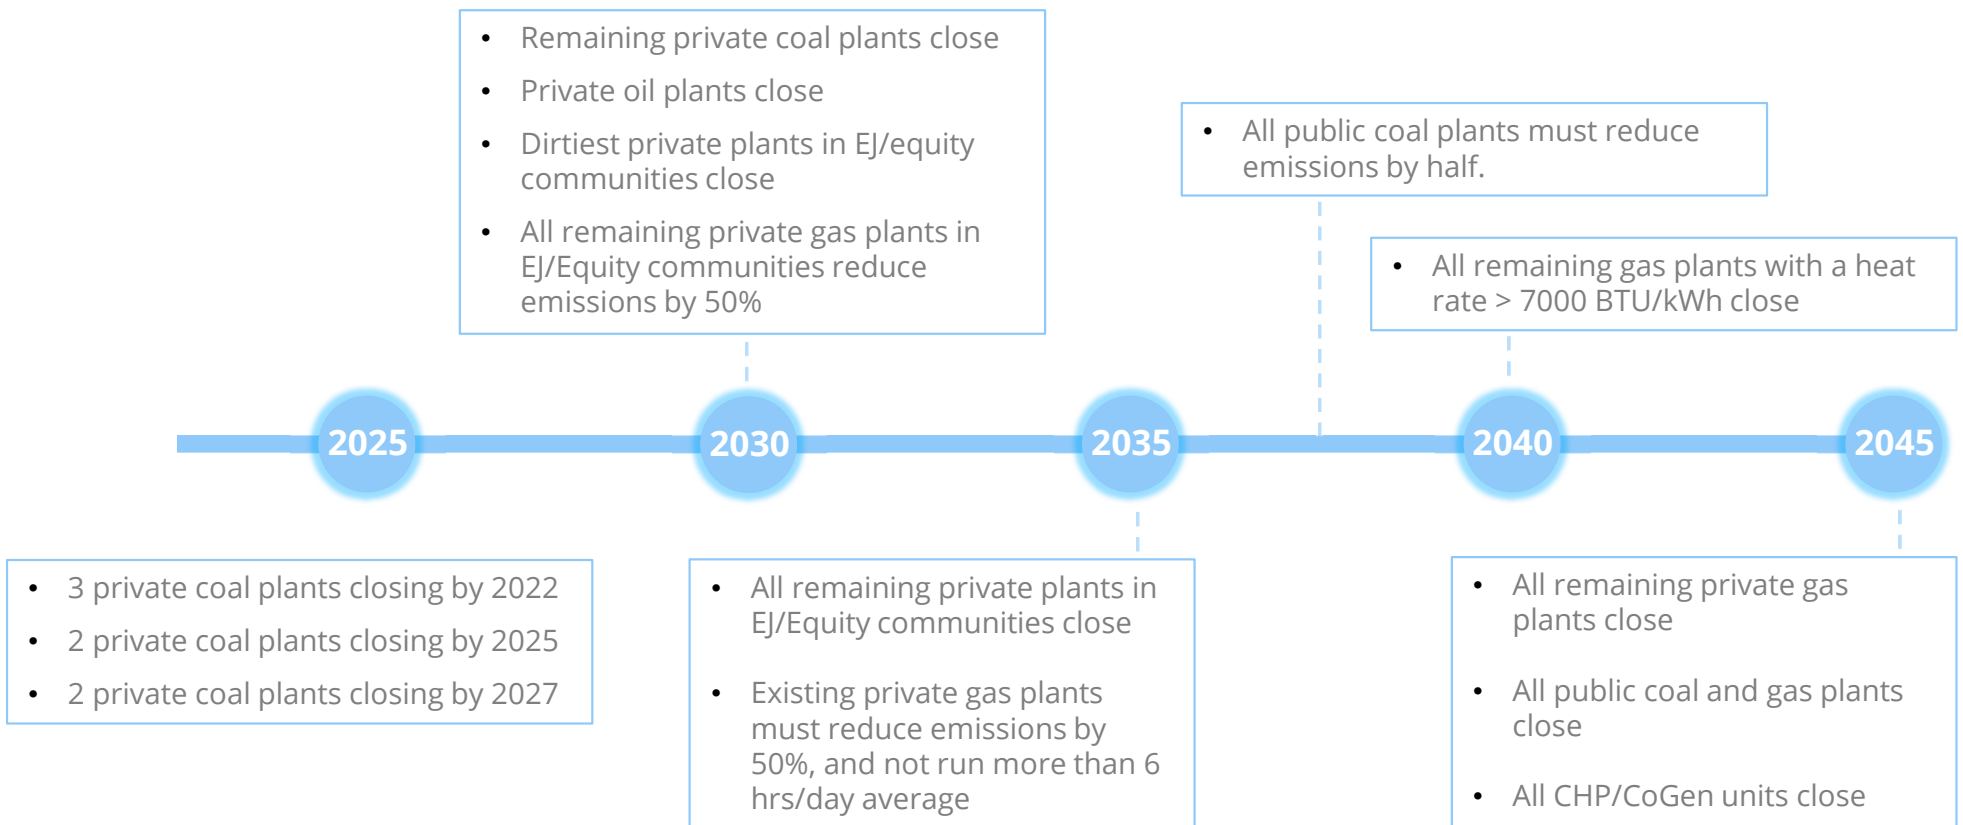 • Remaining private coal plants close
• Private oil plants close
• Dirtiest private plants in EJ/equity
communities close
• All remaining private gas plants in
EJ/Equity communities reduce
emissions by 50%
• All public coal plants must reduce
emissions by half.
• All remaining gas plants with a heat
rate > 7000 BTU/kWh close
2025
2030
2035
2040
2045
• 3 private coal plants closing by 2022
• 2 private coal plants closing by 2025
• 2 private coal plants closing by 2027
• All remaining private plants in
EJ/Equity communities close
• Existing private gas plants
must reduce emissions by
50%, and not run more than 6
hrs/day average
• All remaining private gas
plants close
• All public coal and gas plants
close
• All CHP/CoGen units close